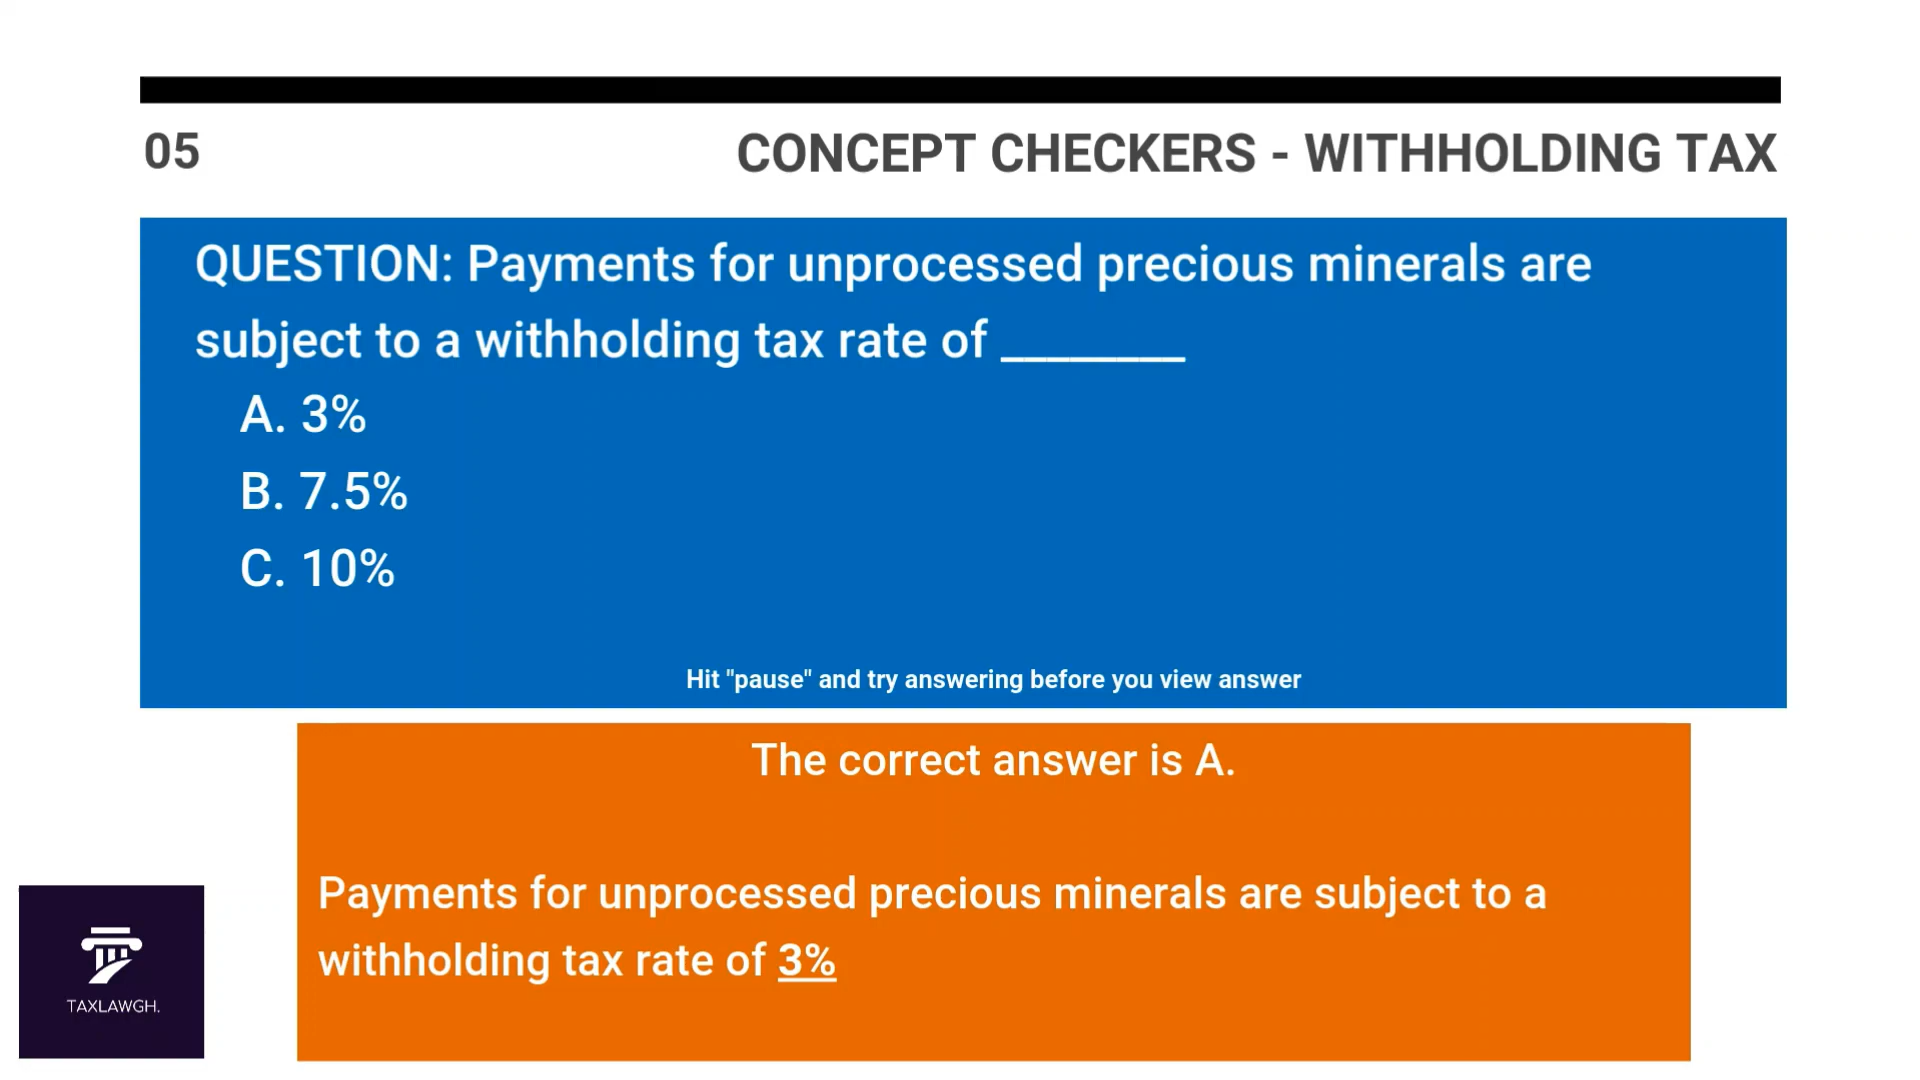 05
CONCEPT CHECKERS - WITHHOLDING TAX
QUESTION: Payments for unprocessed precious minerals are
subject to a withholding tax rate of ________
A. 3%
B. 7.5%
C. 10%
Hit "pause" and try answering before you view answer
The correct answer is A.
Payments for unprocessed precious minerals are subject to a
withholding tax rate of 3%
TAXLAWGH.